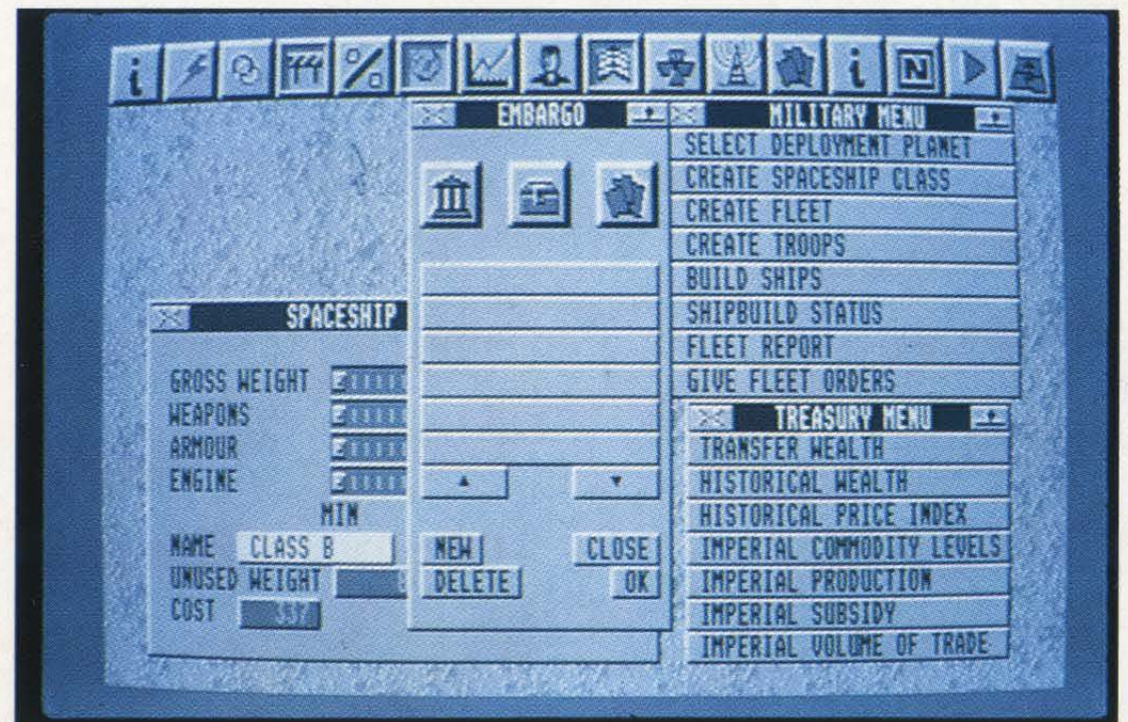 EMBARGO
NEW
CLOSE
DELETE
OK
MILITARY MENU
SELECT DEPLOYMENT PLANET
CREATE SPACESHIP CLASS
CREATE FLEET
CREATE TROOPS
BUILD SHIPS
SHIPBUILD STATUS
FLEET REPORT
GIVE FLEET ORDERS
SPACESHIP
GROSS WEIGHT
WEAPONS
ARMOUR
ENGINE
MIN
NAME CLASS B
UNUSED WEIGHT
COST
TREASURY MENU
TRANSFER WEALTH
HISTORICAL WEALTH
HISTORICAL PRICE INDEX
IMPERIAL COMMODITY LEVELS
IMPERIAL PRODUCTION
IMPERIAL SUBSIDY
IMPERIAL VOLUME OF TRADE